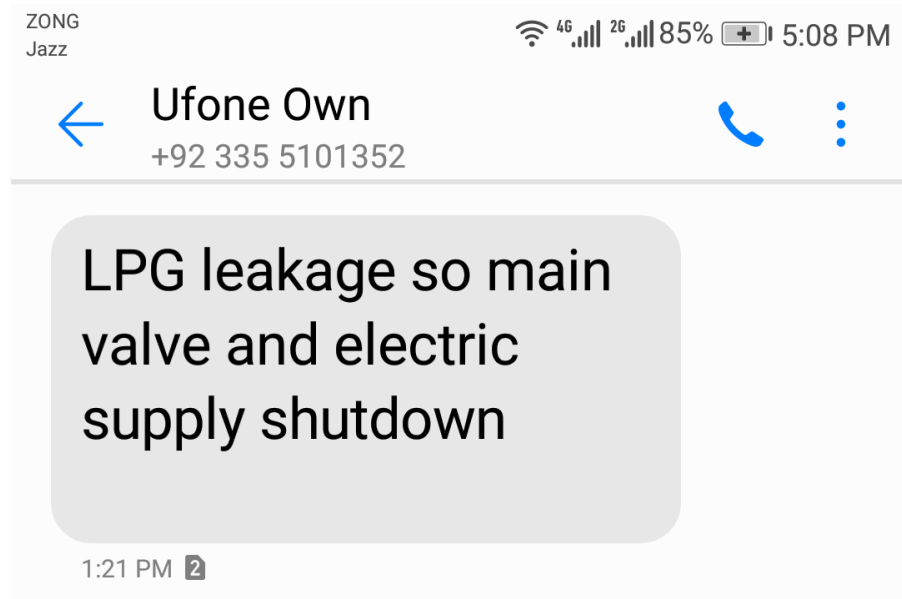 ZONG
Jazz
4G 2G 85% 5:08 PM
Ufone Own
+92 335 5101352
LPG leakage so main
valve and electric
supply shutdown
1:21 PM 2